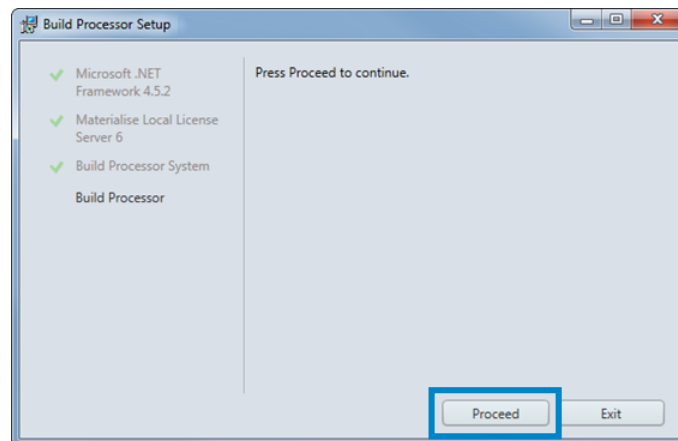 Build Processor Setup
Microsoft .NET
Framework 4.5.2
Materialise Local License
Server 6
Build Processor System
Build Processor
Press Proceed to continue.
Proceed
Exit